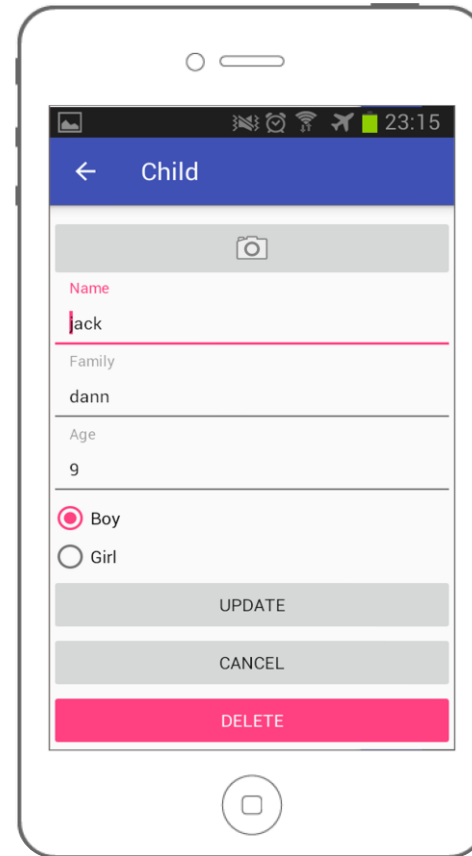 23:15
Child
Name
jack
Family
dann
Age
9
Boy
Girl
UPDATE
CANCEL
DELETE